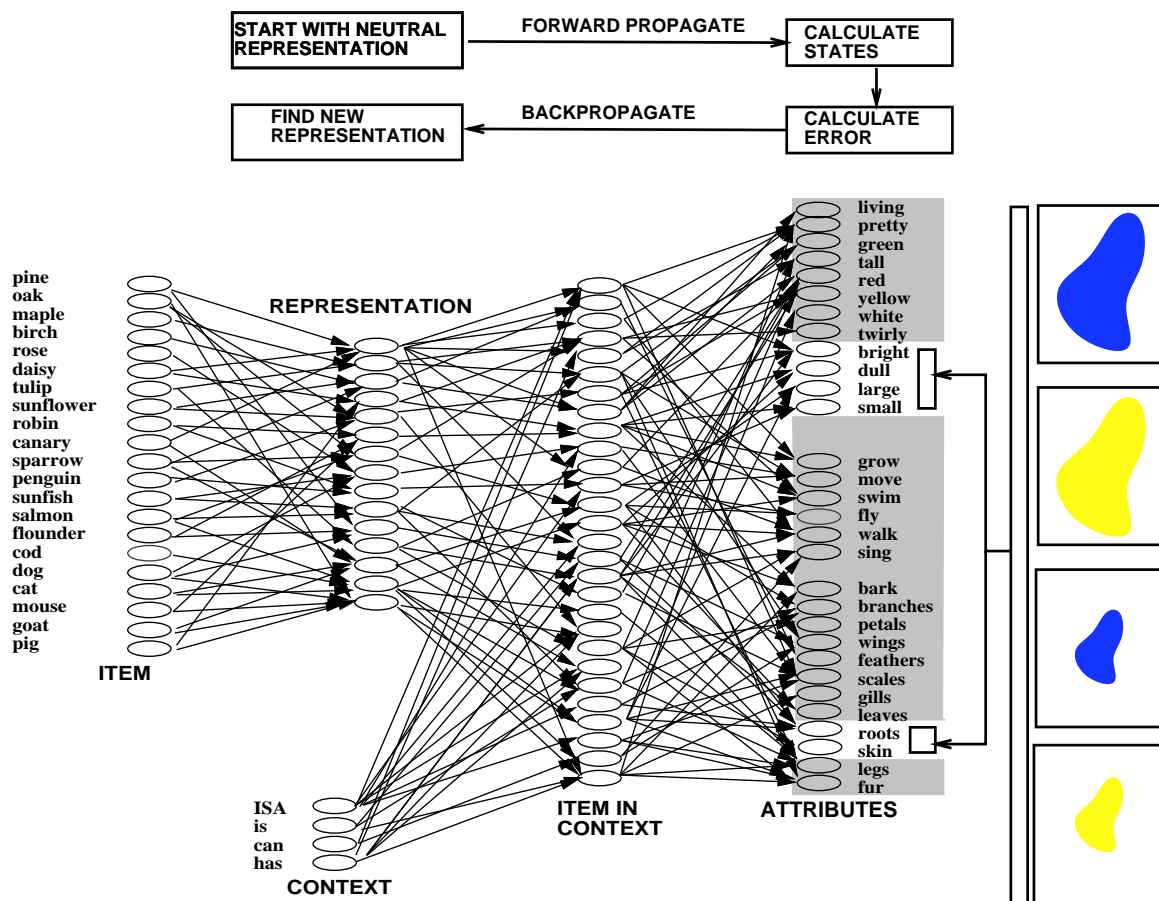 START WITH NEUTRAL
REPRESENTATION
FORWARD PROPAGATE
CALCULATE
STATES
FIND NEW
REPRESENTATION
BACKPROPAGATE
CALCULATE
ERROR
pine
oak
maple
birch
rose
daisy
tulip
sunflower
robin
canary
sparrow
penguin
sunfish
salmon
flounder
cod
dog
cat
mouse
goat
pig
ITEM
REPRESENTATION
ISA
is
can
has
CONTEXT
ITEM IN
CONTEXT
living
pretty
green
tall
red
yellow
white
twirly
bright
dull
large
small
grow
move
swim
fly
walk
sing
bark
branches
petals
wings
feathers
scales
gills
leaves
roots
skin
legs
fur
ATTRIBUTES